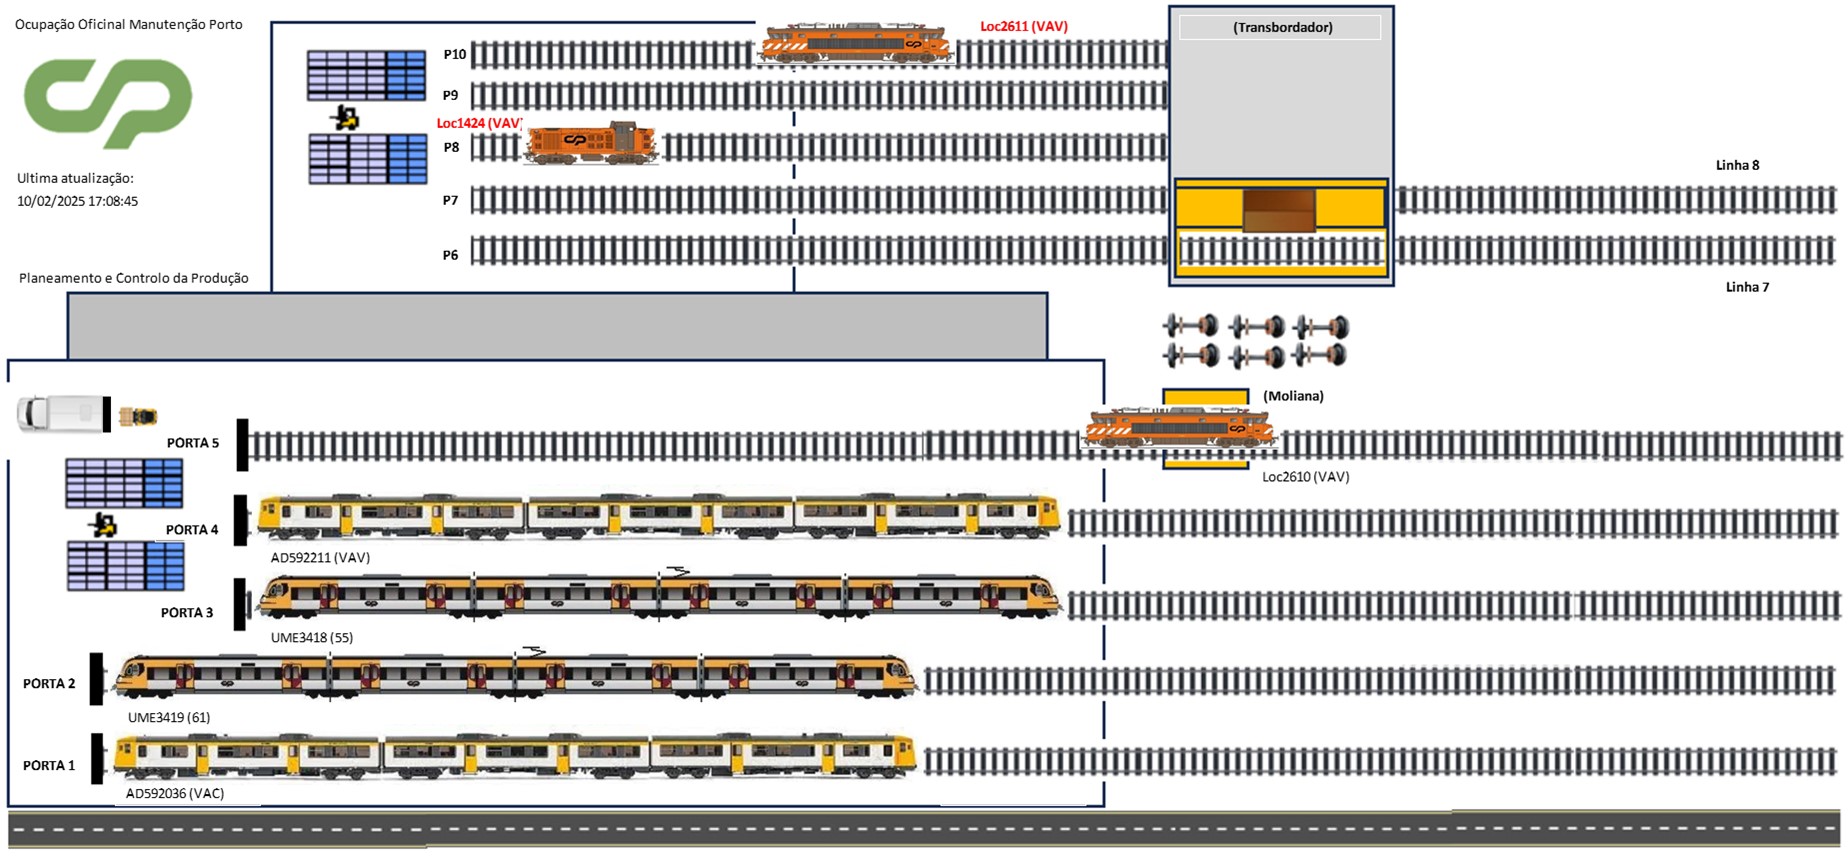 Ocupação Oficinal Manutenção Porto
Loc2611 (VAV)
(Transbordador)
P10
P9
Loc1424 (VAV)
P8
Linha 8
Ultima atualização:
10/02/2025 17:08:45
P7
P6
Planeamento e Controlo da Produção
Linha 7
(Moliana)
PORTA 5
Loc2610 (VAV)
PORTA 4
AD592211 (VAV)
PORTA 3
UME3418 (55)
PORTA 2
UME3419 (61)
PORTA 1
AD592036 (VAC)